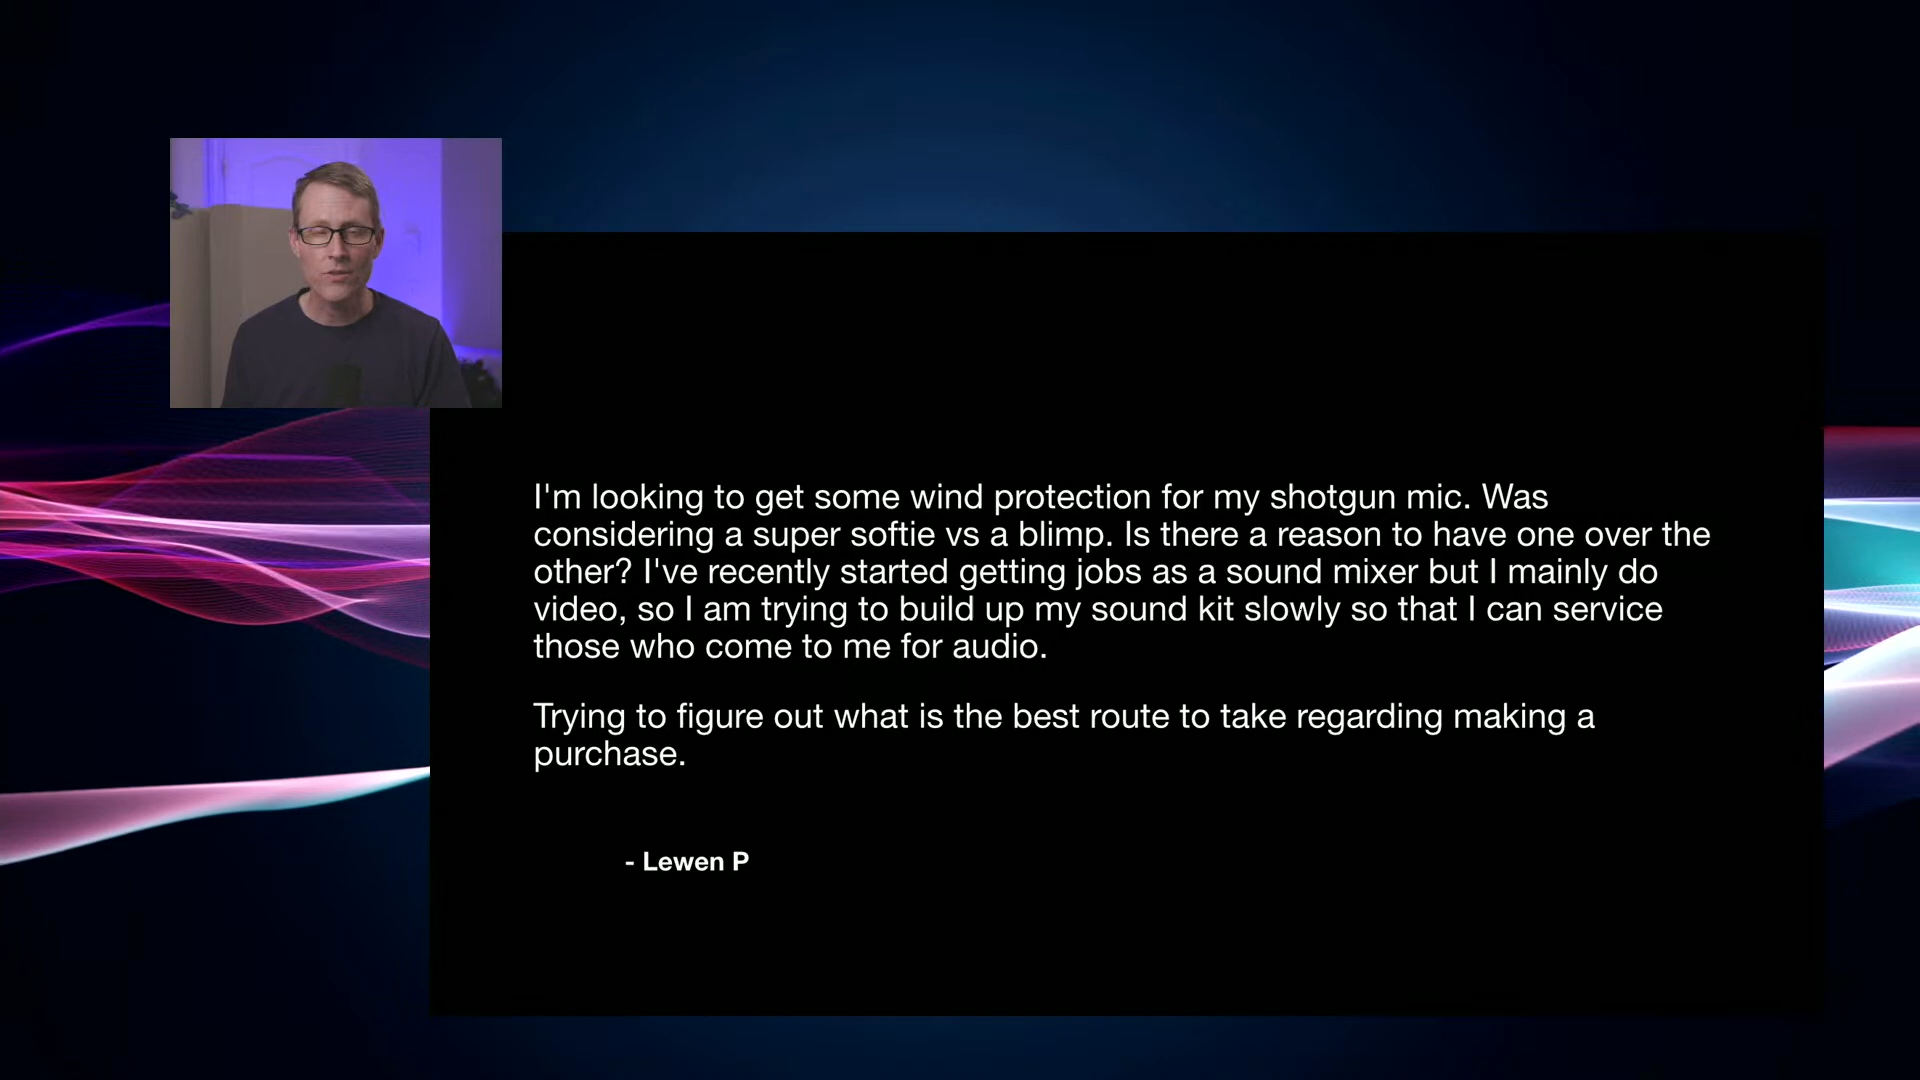 I'm looking to get some wind protection for my shotgun mic. Was
considering a super softie vs a blimp. Is there a reason to have one over the
other? I've recently started getting jobs as a sound mixer but I mainly do
video, so I am trying to build up my sound kit slowly so that I can service
those who come to me for audio.
Trying to figure out what is the best route to take regarding making a
purchase.
- Lewen P